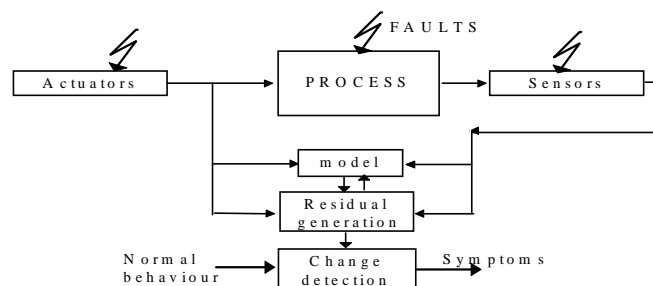 FAULTS
Actuators
PROCESS
Sensors
model
Residual
generation
Normal
behaviour
Change
detection
Symptoms